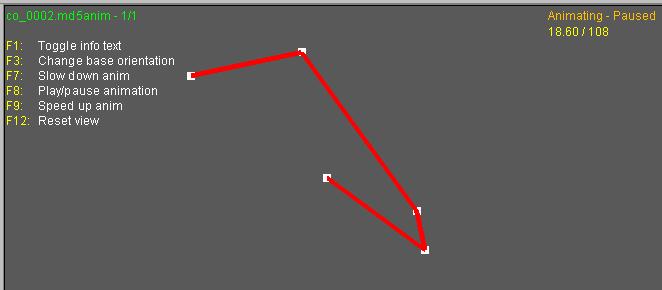 co_0002.md5anim - 1/1
Animating - Paused
18.60 / 108
F1: Toggle info text
F3: Change base orientation
F7: Slow down anim
F8: Play/pause animation
F9: Speed up anim
F12: Reset view